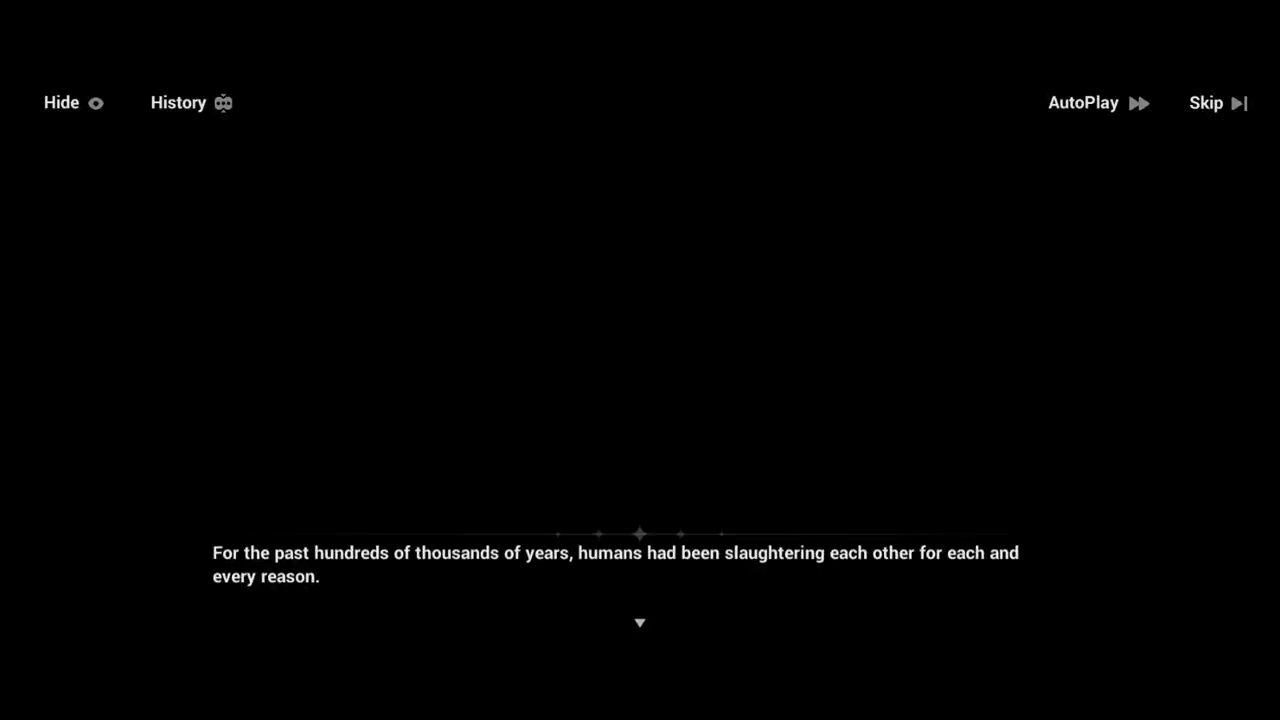 Hide
History
AutoPlay
Skip
For the past hundreds of thousands of years, humans had been slaughtering each other for each and
every reason.